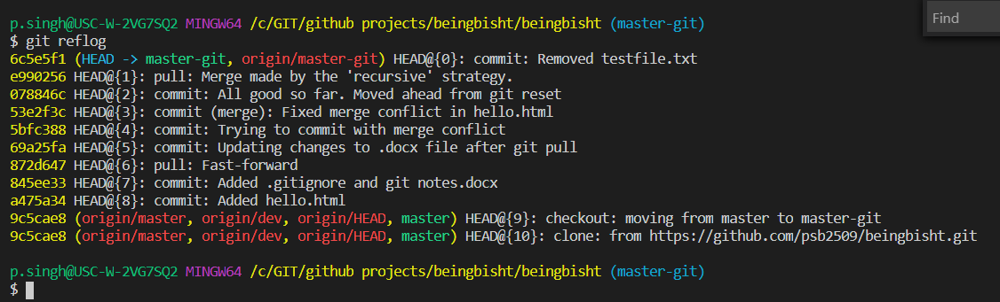 Find
p.singh@USC-W-2VG7SQ2 MINGW64 /c/GIT/github projects/beingbisht/beingbisht (master-git)
$ git reflog
6c5e5f1 (HEAD -> master-git, origin/master-git) HEAD@{0}: commit: Removed testfile.txt
e990256 HEAD@{1}: pull: Merge made by the 'recursive' strategy.
078846c HEAD@{2}: commit: All good so far. Moved ahead from git reset
53e2f3c HEAD@{3}: commit (merge): Fixed merge conflict in hello.html
5bfc388 HEAD@{4}: commit: Trying to commit with merge conflict
69a25fa HEAD@{5}: commit: Updating changes to .docx file after git pull
872d647 HEAD@{6}: pull: Fast-forward
845ee33 HEAD@{7}: commit: Added .gitignore and git notes.docx
a475a34 HEAD@{8}: commit: Added hello.html
9c5cae8 (origin/master, origin/dev, origin/HEAD, master) HEAD@{9}: checkout: moving from master to master-git
9c5cae8 (origin/master, origin/dev, origin/HEAD, master) HEAD@{10}: clone: from https://github.com/psb2509/beingbisht.git
p.singh@USC-W-2VG7SQ2 MINGW64 /c/GIT/github projects/beingbisht/beingbisht (master-git)
$